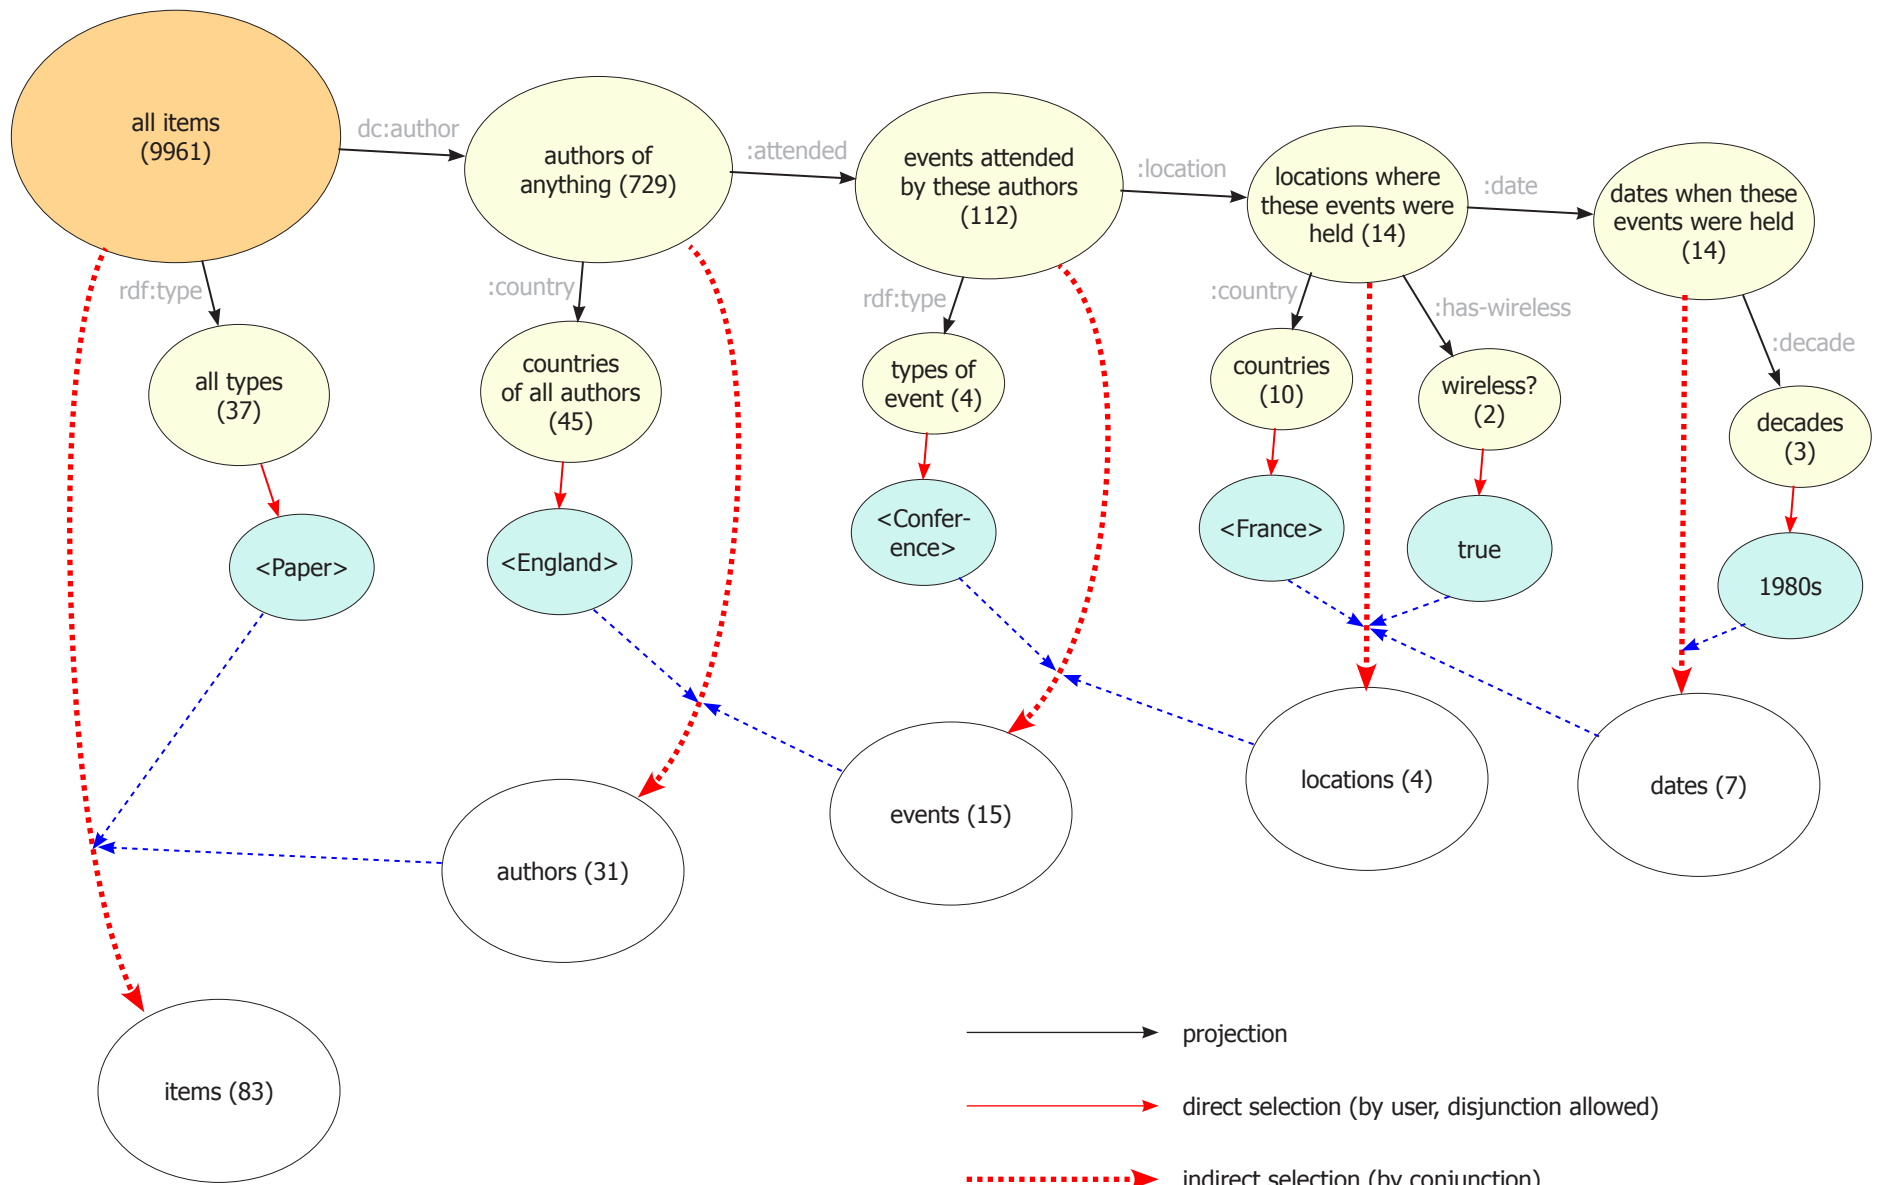 all items
(9961)
dc:author
authors of
anything (729)
:attended
events attended
by these authors
(112)
:location
locations where
these events were
held (14)
:date
dates when these
events were held
(14)
rdf:type
:country
rdf:type
:country
:has-wireless
:decade
all types
(37)
countries
of all authors
(45)
types of
event (4)
countries
(10)
wireless?
(2)
decades
(3)
<Paper>
<England>
<Confer-
ence>
<France>
true
1980s
authors (31)
events (15)
locations (4)
dates (7)
items (83)
projection
direct selection (by user, disjunction allowed)
indirect selection (by conjunction)